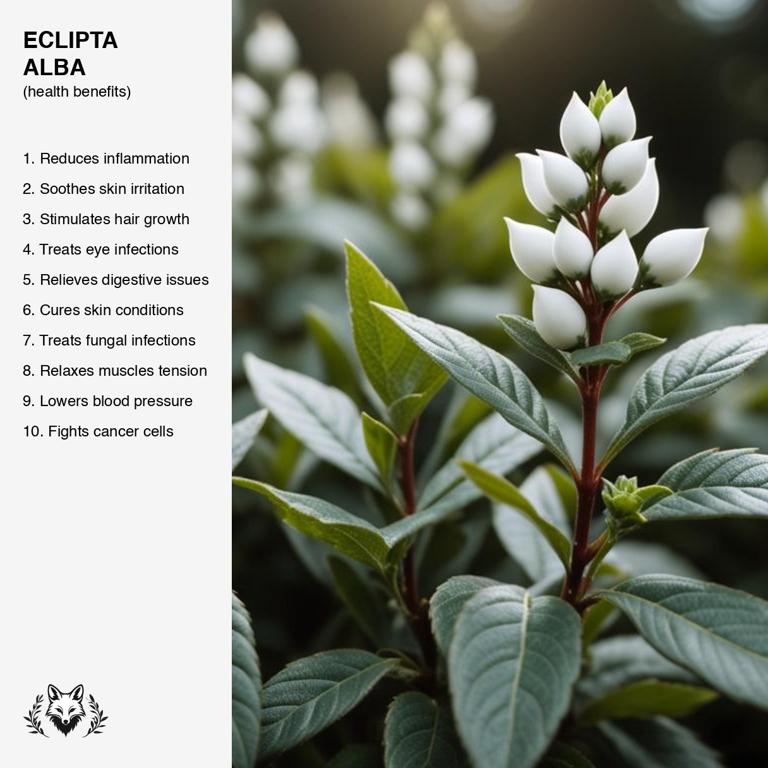 ECLIPTA
ALBA
(health benefits)
1. Reduces inflammation
2. Soothes skin irritation
3. Stimulates hair growth
4. Treats eye infections
5. Relieves digestive issues
6. Cures skin conditions
7. Treats fungal infections
8. Relaxes muscles tension
9. Lowers blood pressure
10. Fights cancer cells